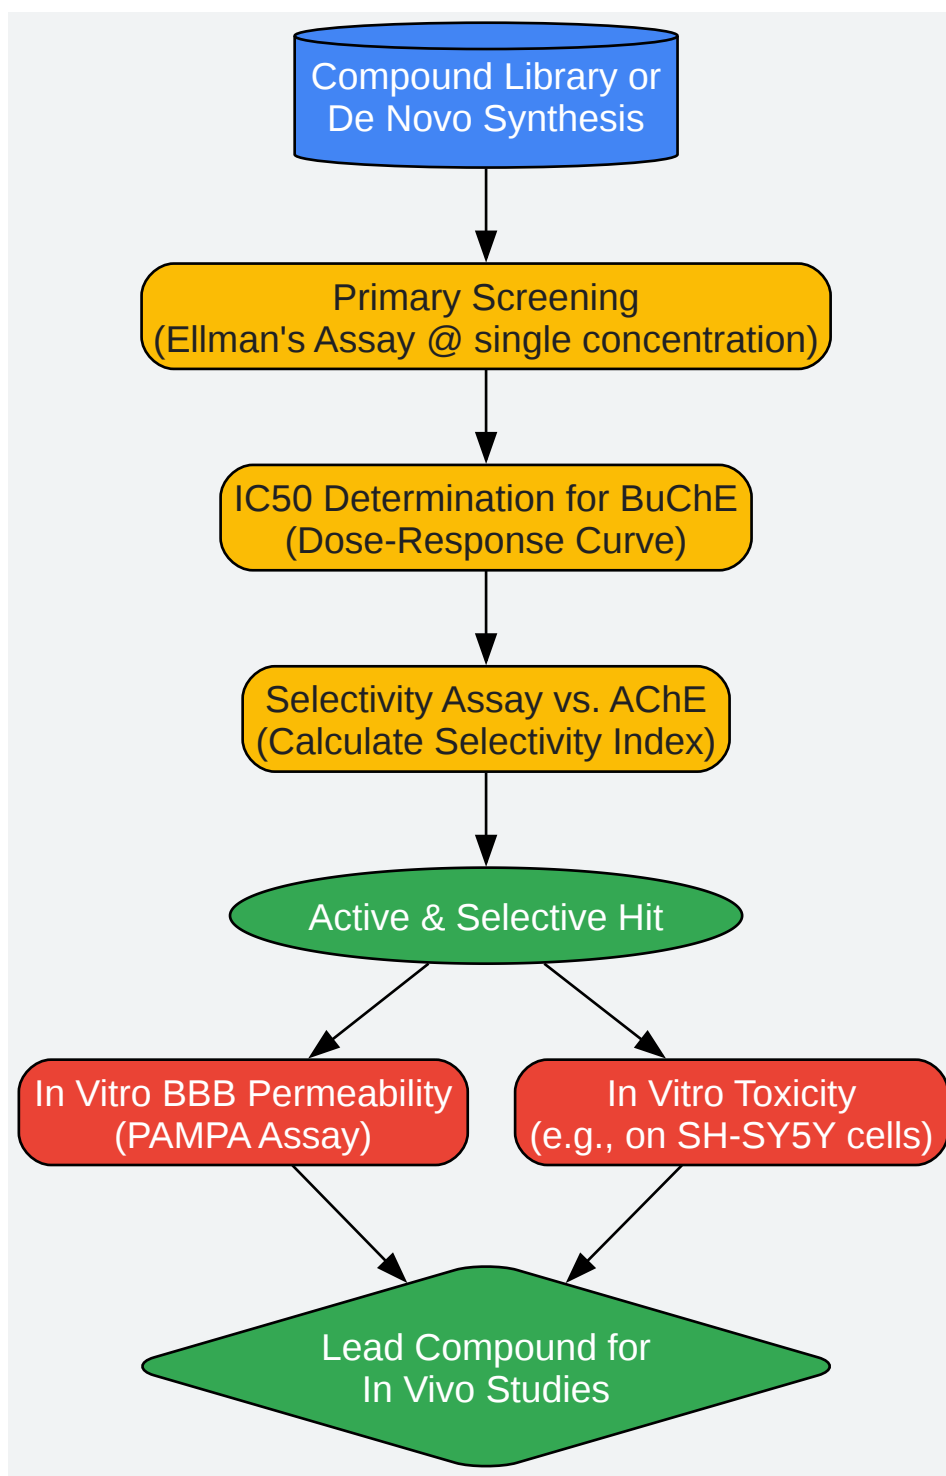 Compound Library or
De Novo Synthesis
Primary Screening
(Ellman's Assay @ single concentration)
IC50 Determination for BuChE
(Dose-Response Curve)
Selectivity Assay vs. AChE
(Calculate Selectivity Index)
Active & Selective Hit
In Vitro BBB Permeability
(PAMPA Assay)
In Vitro Toxicity
(e.g., on SH-SY5Y cells)
Lead Compound for
In Vivo Studies